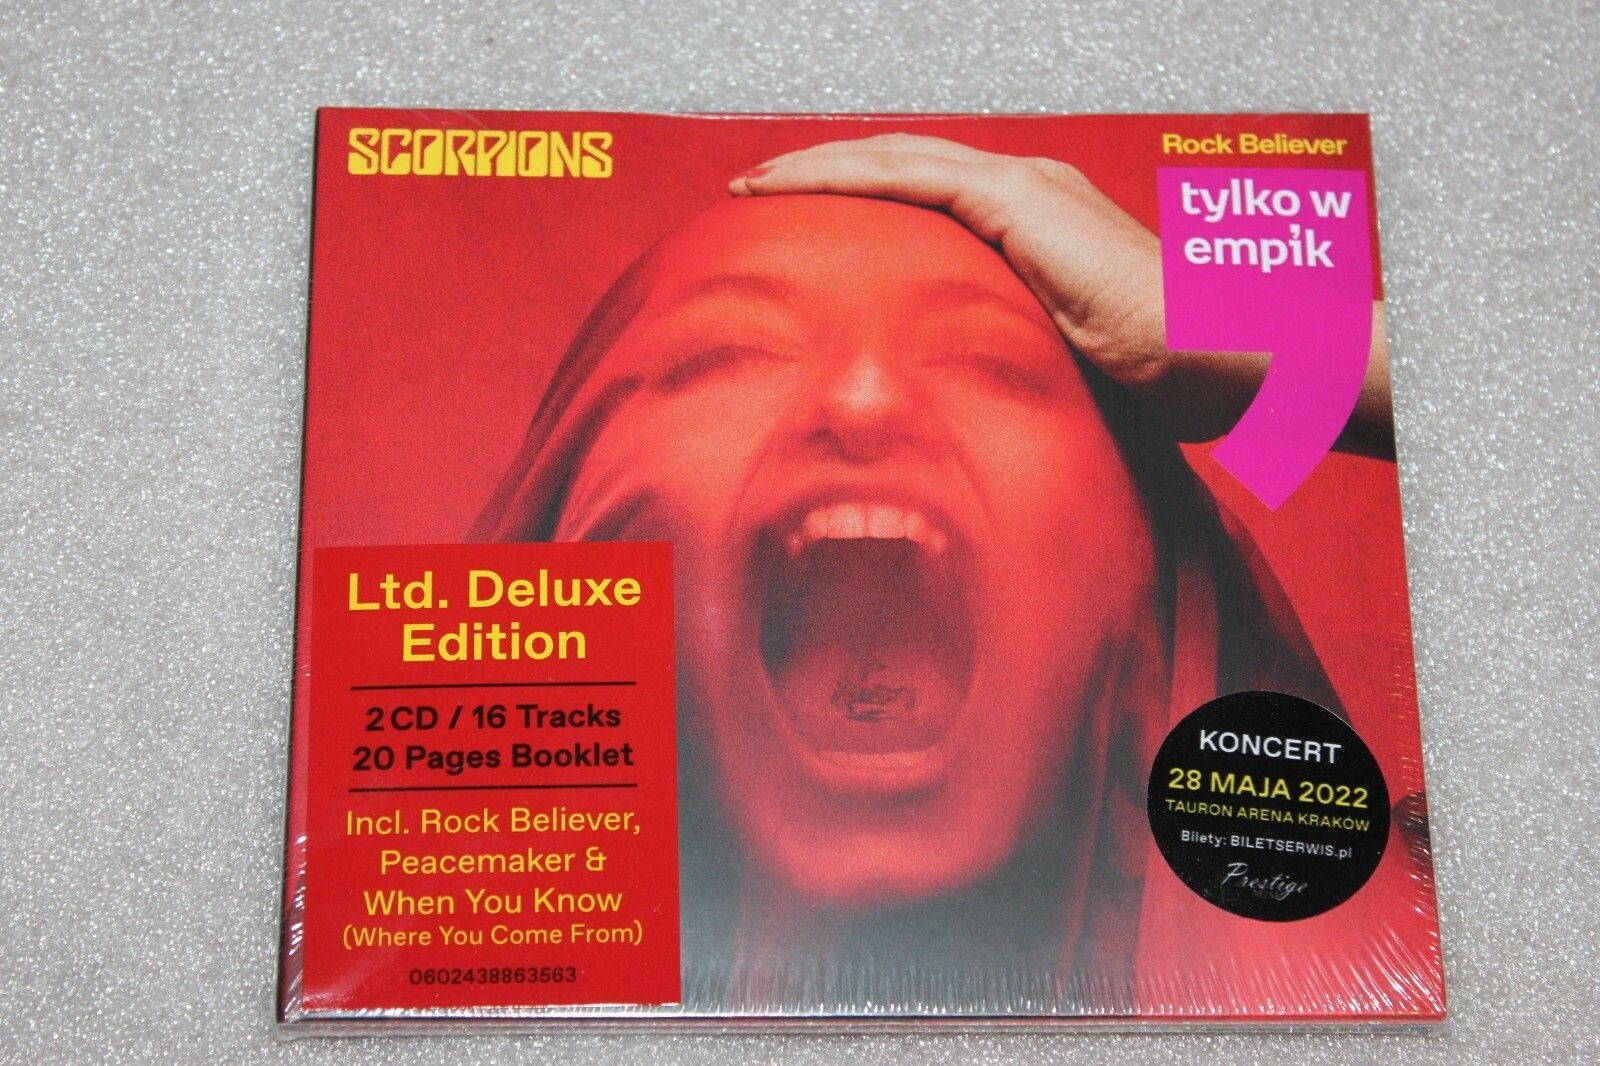 SCORPIONS
Rock Believer
tylko w
empik
Ltd. Deluxe
Edition
2 CD / 16 Tracks
20 Pages Booklet
Incl. Rock Believer,
Peacemaker &
When You Know
(Where You Come From)
0602438863563
KONCERT
28 MAJA 2022
TAURON ARENA KRAKÓW
Bilety: BILETSERWIS.pl
Prestige